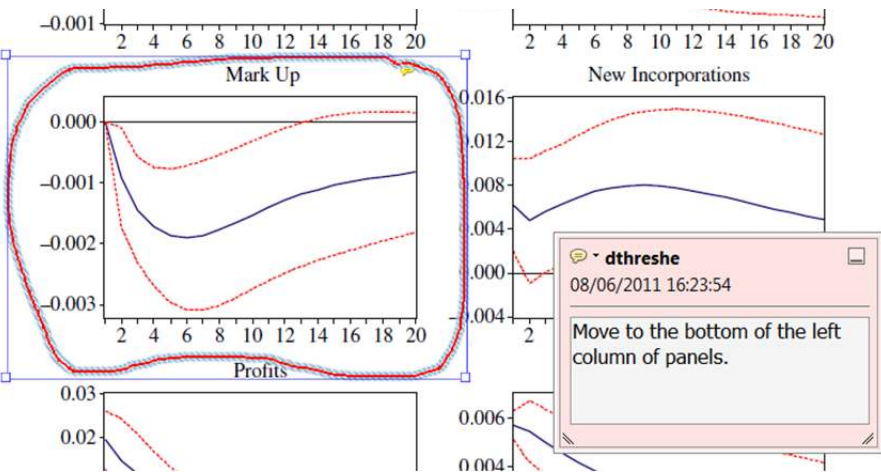 –0.001
2 4 6 8 10 12 14 16 18 20
2 4 6 8 10 12 14 16 18 20
Mark Up
0.000
–0.001
–0.002
–0.003
2 4 6 8 10 12 14 16 18 20
New Incorporations
0.016
0.012
0.008
0.004
0.000
2
dthreshe
08/06/2011 16:23:54
Move to the bottom of the left
column of panels.
Profits
0.03
0.02
0.006
0.004